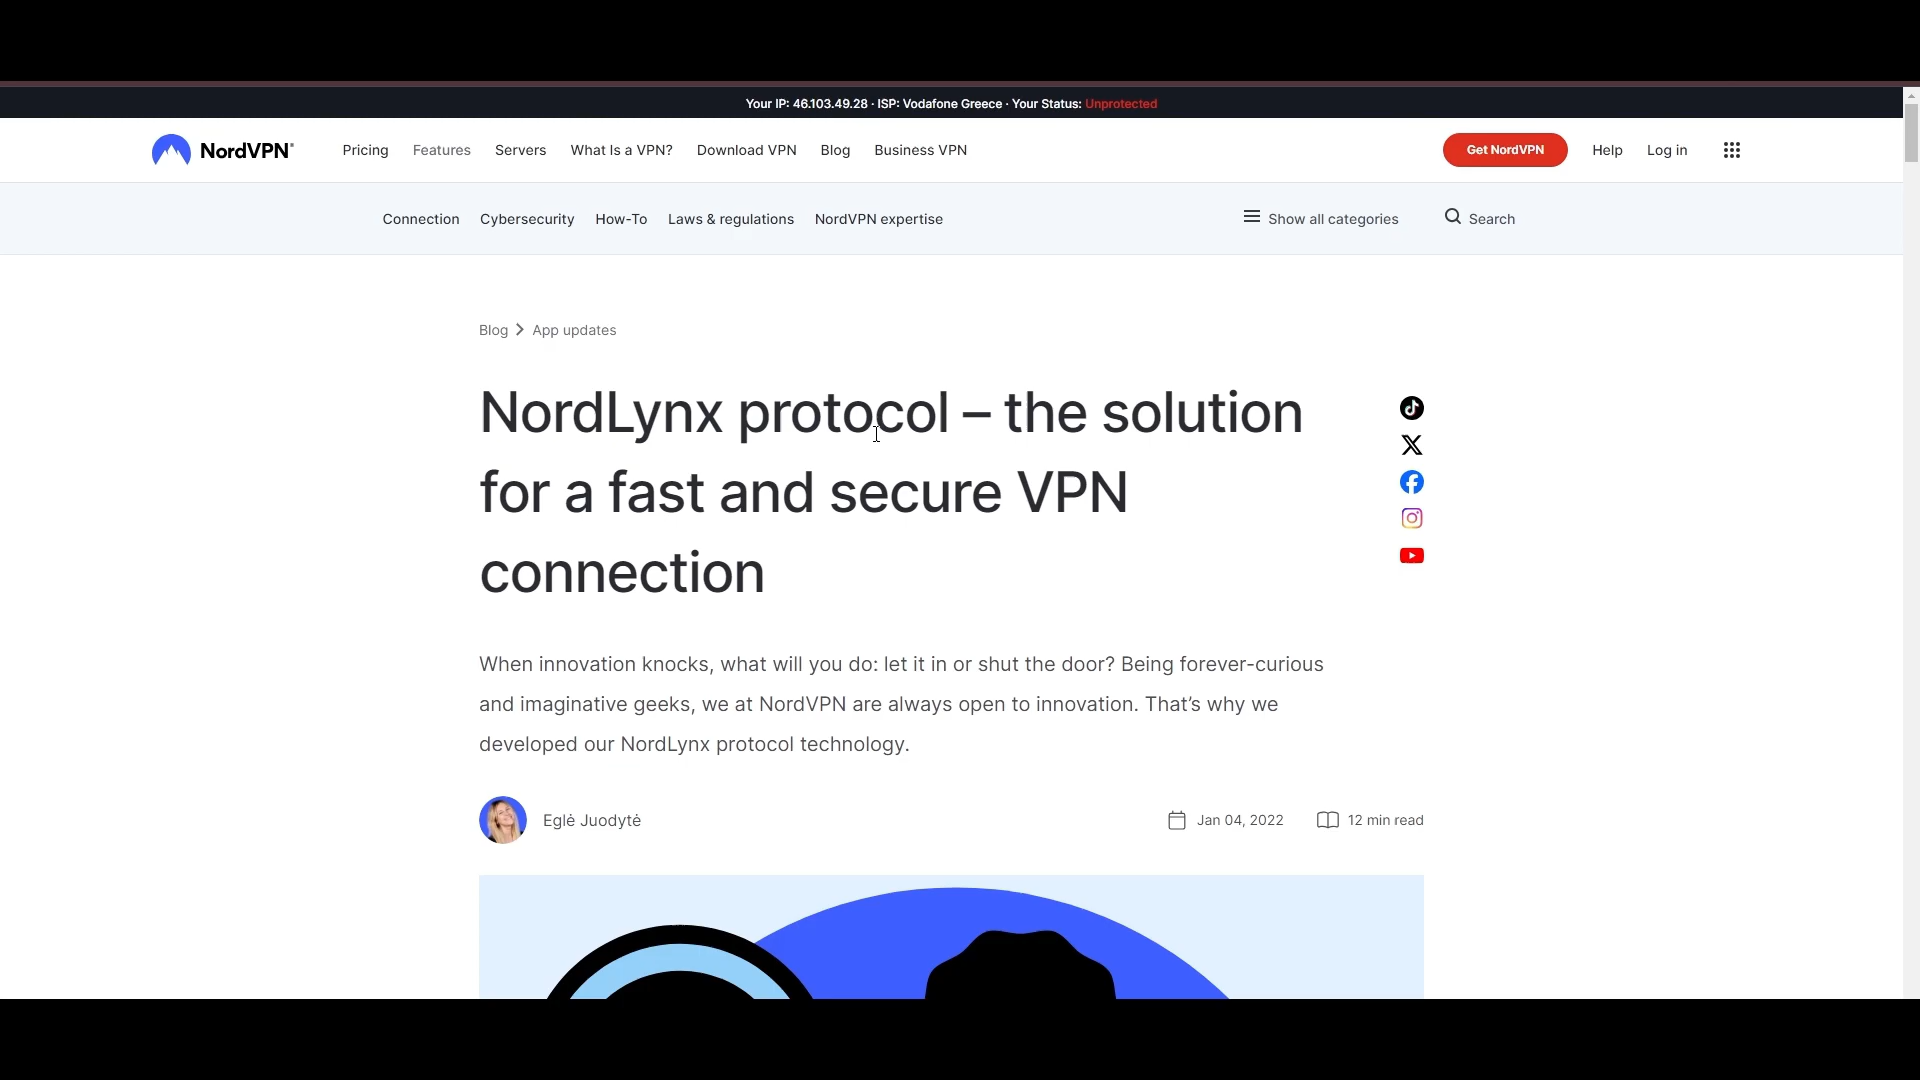 Your IP: 46.103.49.28 · ISP: Vodafone Greece · Your Status: Unprotected
NordVPN®
Pricing
Features
Servers
What Is a VPN?
Download VPN
Blog
Business VPN
Get NordVPN
Help
Log in
Connection
Cybersecurity
How-To
Laws & regulations
NordVPN expertise
Show all categories
Search
Blog
App updates
NordLynx protocol – the solution
for a fast and secure VPN
connection
When innovation knocks, what will you do: let it in or shut the door? Being forever-curious
and imaginative geeks, we at NordVPN are always open to innovation. That’s why we
developed our NordLynx protocol technology.
Eglė Juodytė
Jan 04, 2022
12 min read